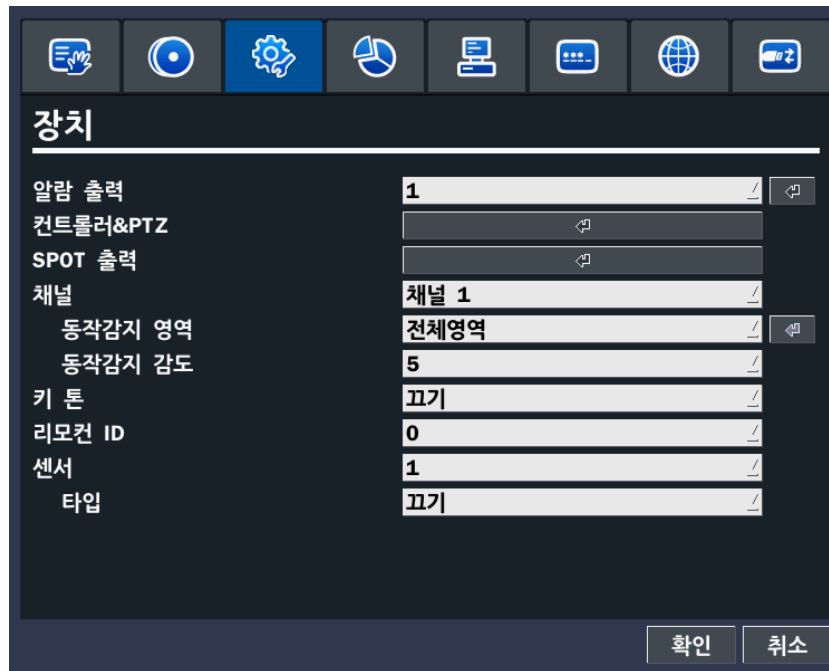 장치
알람 출력 1
컨트롤러&PTZ
SPOT 출력
채널 채널 1
동작감지 영역 전체영역
동작감지 감도 5
키 톤 끄기
리모컨 ID 0
센서 1
타입 끄기
확인 취소